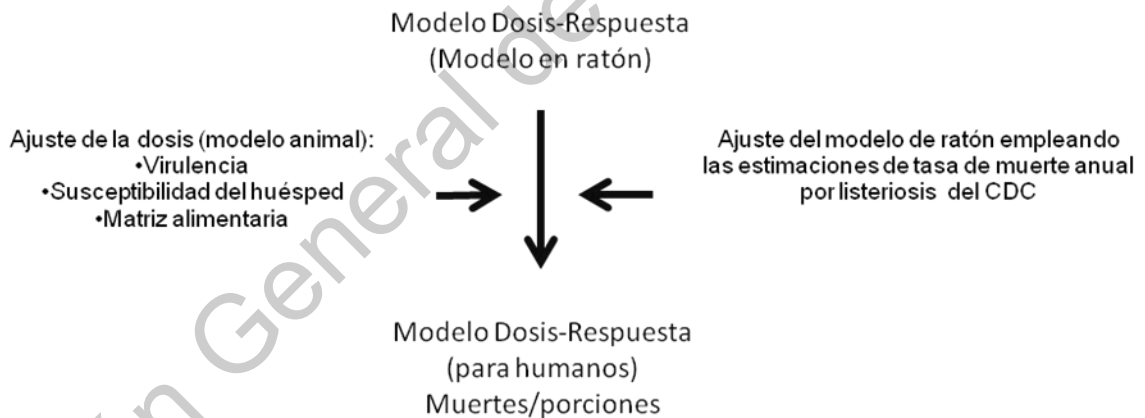 Modelo Dosis-Respuesta
(Modelo en ratón)
Ajuste de la dosis (modelo animal):
•Virulencia
•Susceptibilidad del huésped
•Matriz alimentaria
Ajuste del modelo de ratón empleando
las estimaciones de tasa de muerte anual
por listeriosis del CDC
Modelo Dosis-Respuesta
(para humanos)
Muertes/porciones
General de